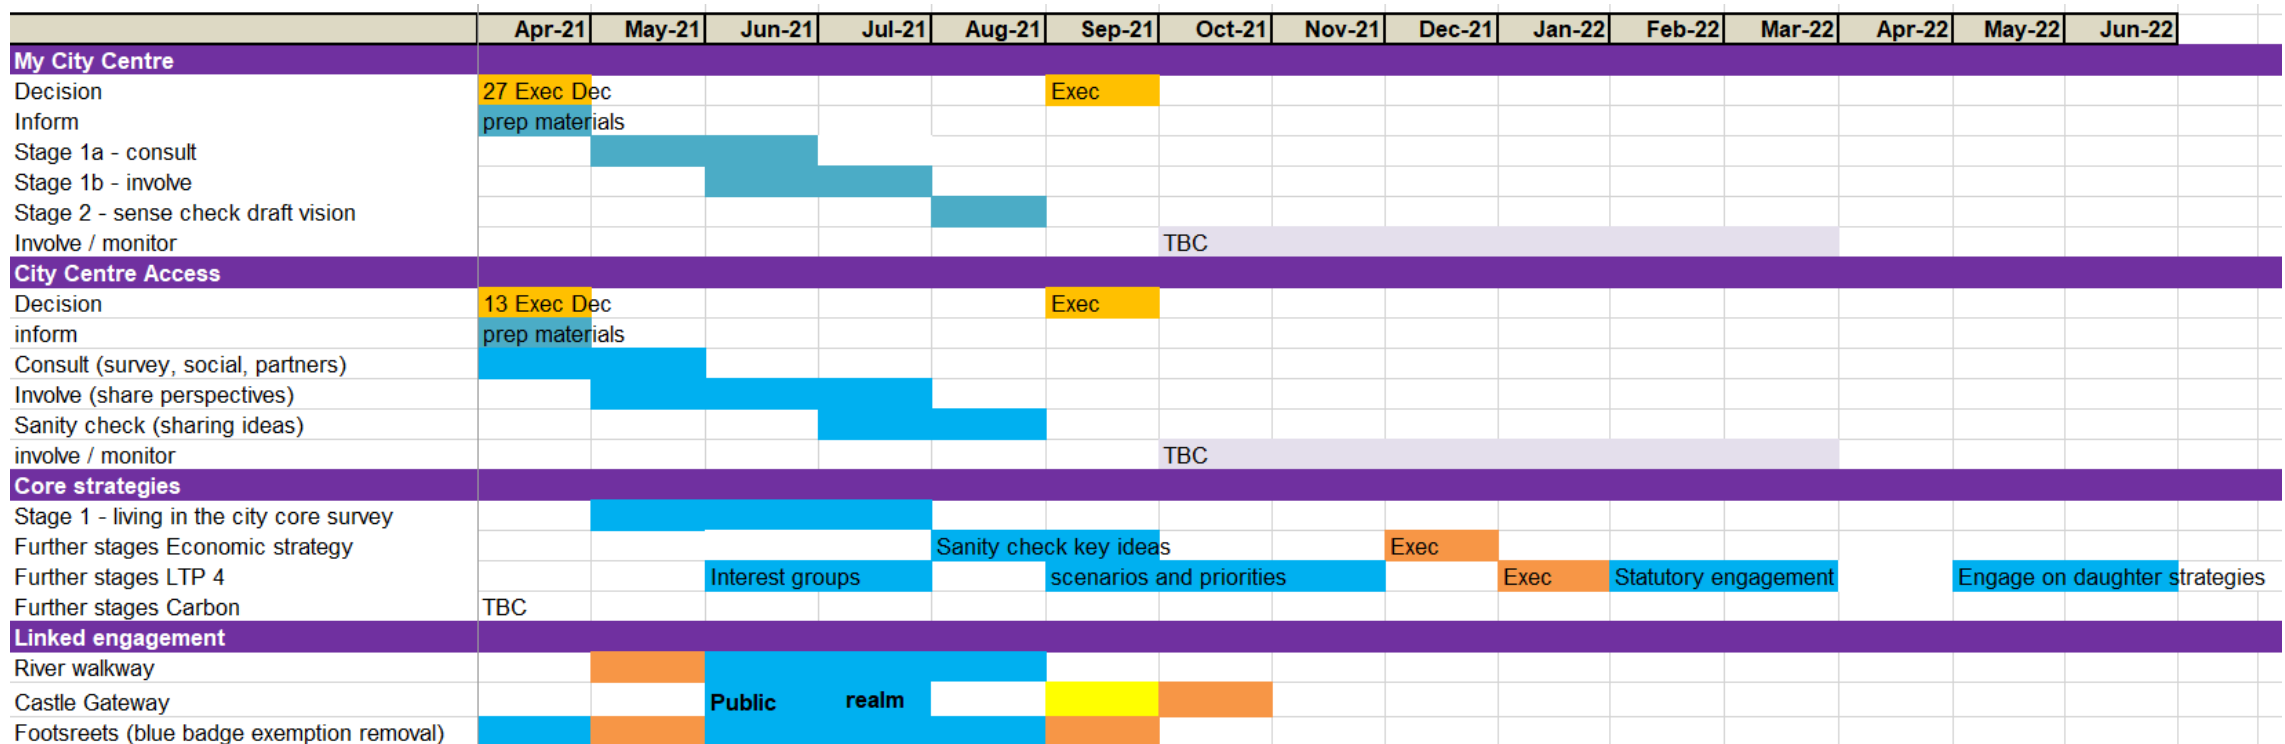 Apr-21 May-21 Jun-21 Jul-21 Aug-21 Sep-21 Oct-21 Nov-21 Dec-21 Jan-22 Feb-22 Mar-22 Apr-22 May-22 Jun-22
My City Centre
Decision 27 Exec Dec Exec
Inform prep materials
Stage 1a - consult
Stage 1b - involve
Stage 2 - sense check draft vision
Involve / monitor TBC
City Centre Access
Decision 13 Exec Dec Exec
inform prep materials
Consult (survey, social, partners)
Involve (share perspectives)
Sanity check (sharing ideas)
involve / monitor TBC
Core strategies
Stage 1 - living in the city core survey
Further stages Economic strategy Sanity check key ideas Exec
Further stages LTP 4 Interest groups scenarios and priorities Exec Statutory engagement Engage on daughter strategies
Further stages Carbon TBC
Linked engagement
River walkway
Castle Gateway Public realm
Footsreets (blue badge exemption removal)